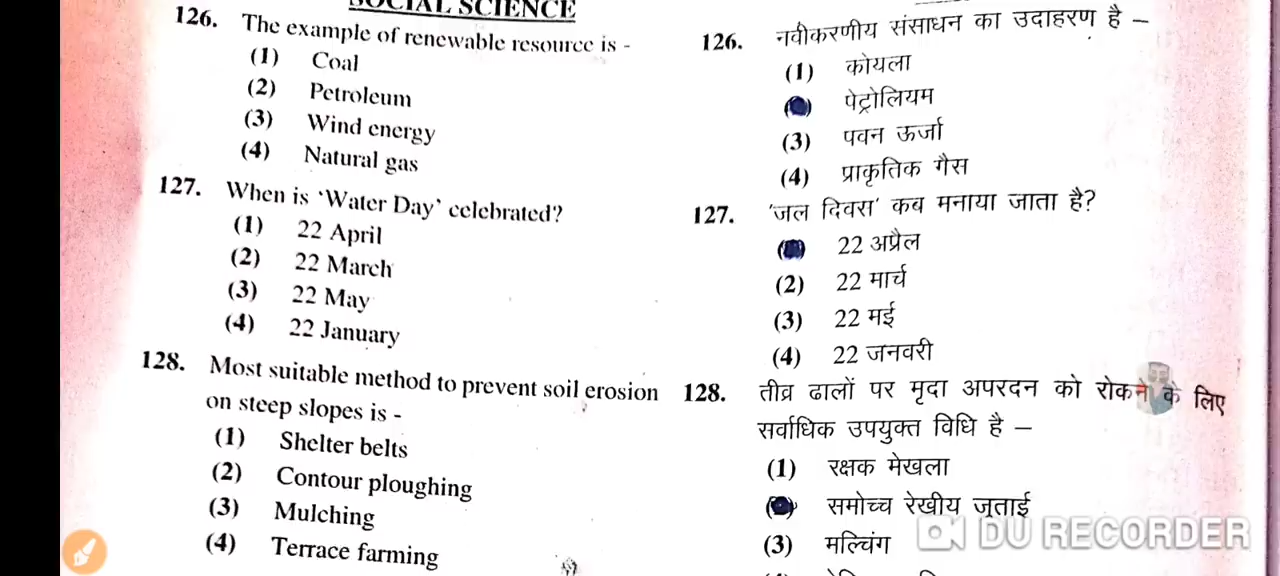 SOCIAL SCIENCE
126. The example of renewable resource is -
(1) Coal
(2) Petroleum
(3) Wind energy
(4) Natural gas
127. When is ‘Water Day’ celebrated?
(1) 22 April
(2) 22 March
(3) 22 May
(4) 22 January
128. Most suitable method to prevent soil erosion
on steep slopes is -
(1) Shelter belts
(2) Contour ploughing
(3) Mulching
(4) Terrace farming
126. नवीकरणीय संसाधन का उदाहरण है –
(1) कोयला
पेट्रोलियम
(3) पवन ऊर्जा
(4) प्राकृतिक गैस
127. 'जल दिवस' कब मनाया जाता है?
22 अप्रैल
(2) 22 मार्च
(3) 22 मई
(4) 22 जनवरी
128. तीव्र ढालों पर मृदा अपरदन को रोकने के लिए
सर्वाधिक उपयुक्त विधि है –
(1) रक्षक मेखला
समोच्च रेखीय जुताई
(3) मल्चिंग
DU RECORDER